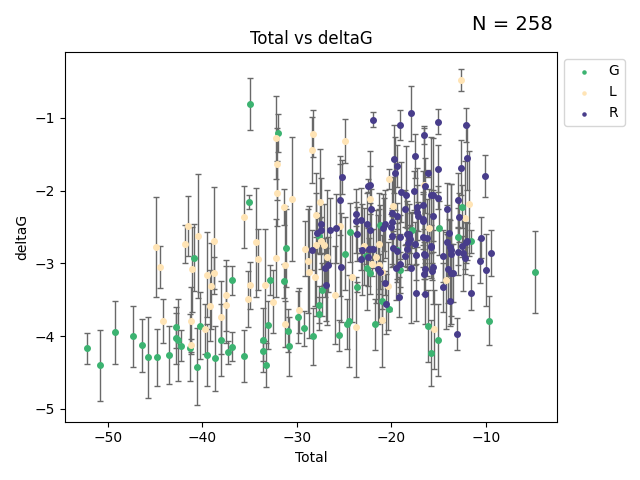 N = 258
Total vs deltaG
G
L
R
−1
−2
−3
−4
−5
deltaG
−50
−40
−30
−20
−10
Total